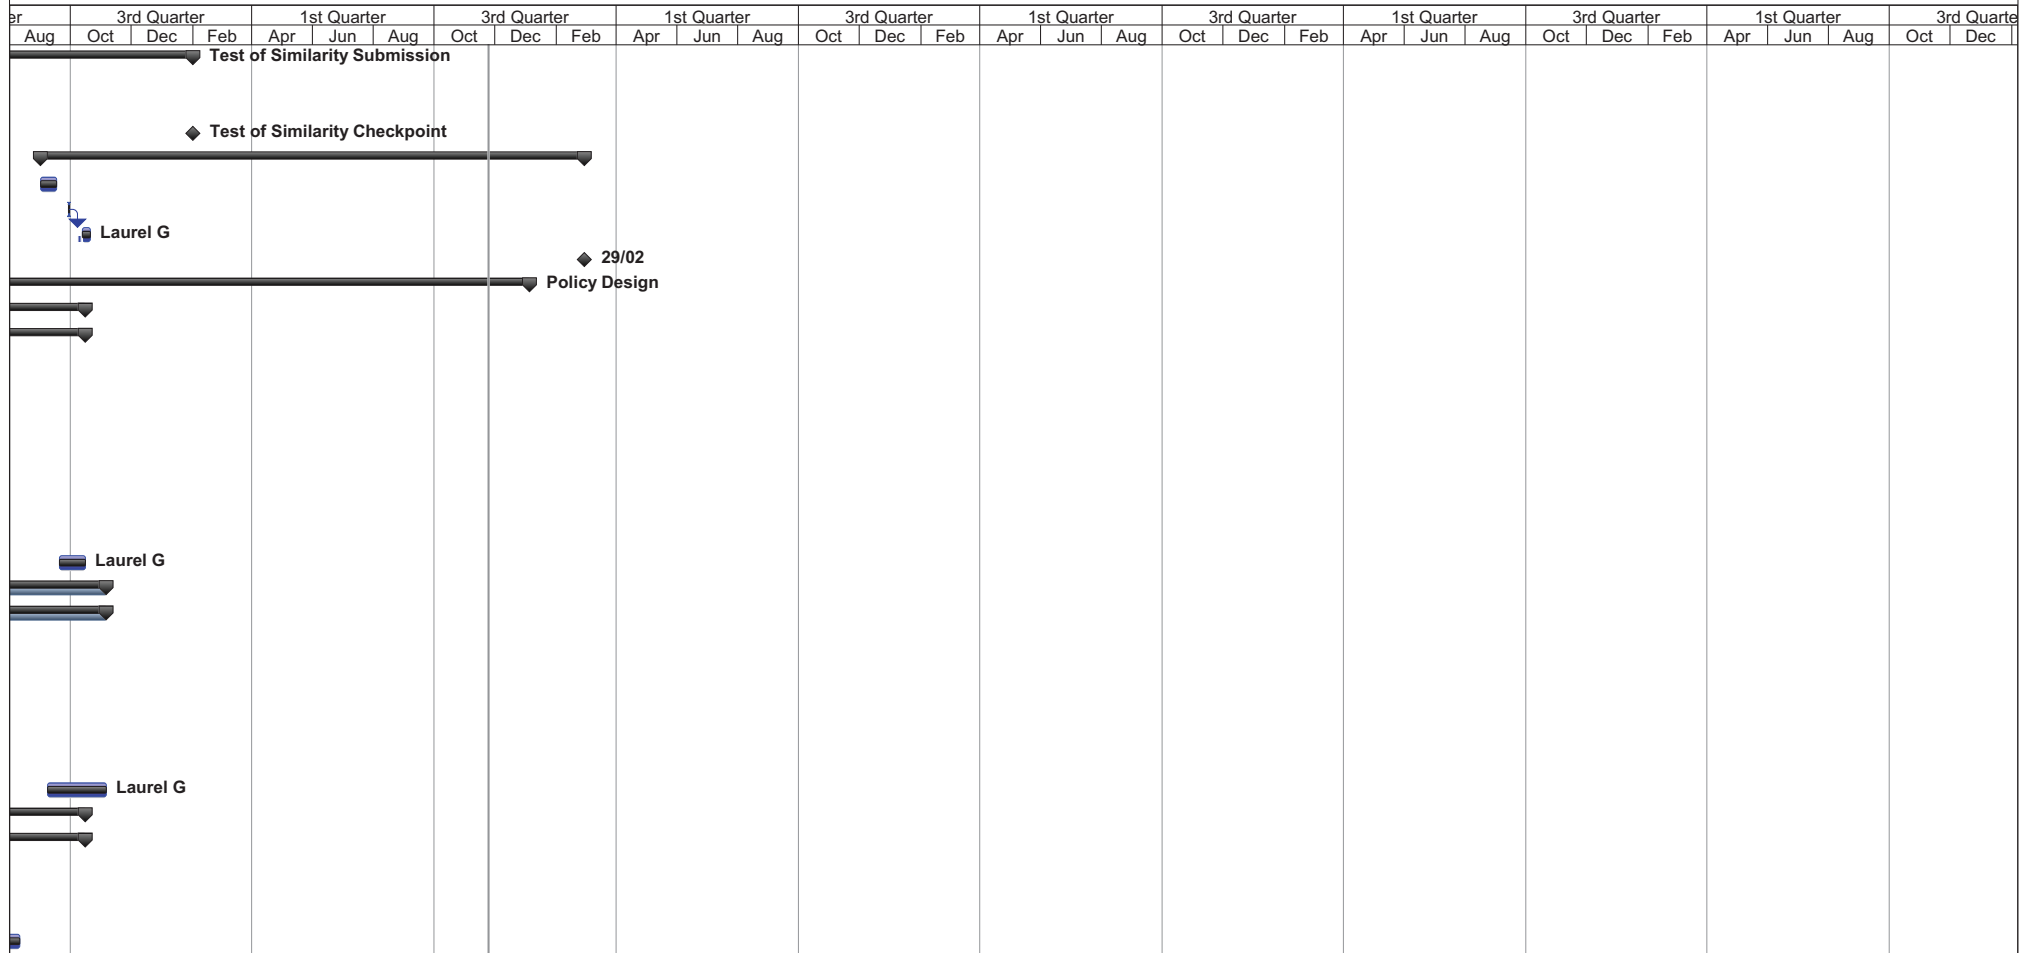 er 3rd Quarter 1st Quarter 3rd Quarter 1st Quarter 3rd Quarter 1st Quarter 3rd Quarter 1st Quarter 3rd Quarter 1st Quarter 3rd Quarte
Aug Oct Dec Feb Apr Jun Aug Oct Dec Feb Apr Jun Aug Oct Dec Feb Apr Jun Aug Oct Dec Feb Apr Jun Aug Oct Dec Feb Apr Jun Aug Oct Dec
Test of Similarity Submission
Test of Similarity Checkpoint
Laurel G
29/02
Policy Design
Laurel G
Laurel G